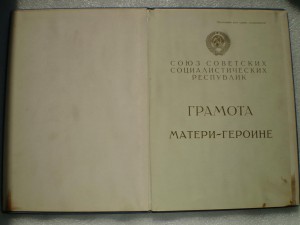 СОЮЗ СОВЕТСКИХ
СОЦИАЛИСТИЧЕСКИХ
РЕСПУБЛИК
ГРАМОТА
МАТЕРИ-ГЕРОИНЕ